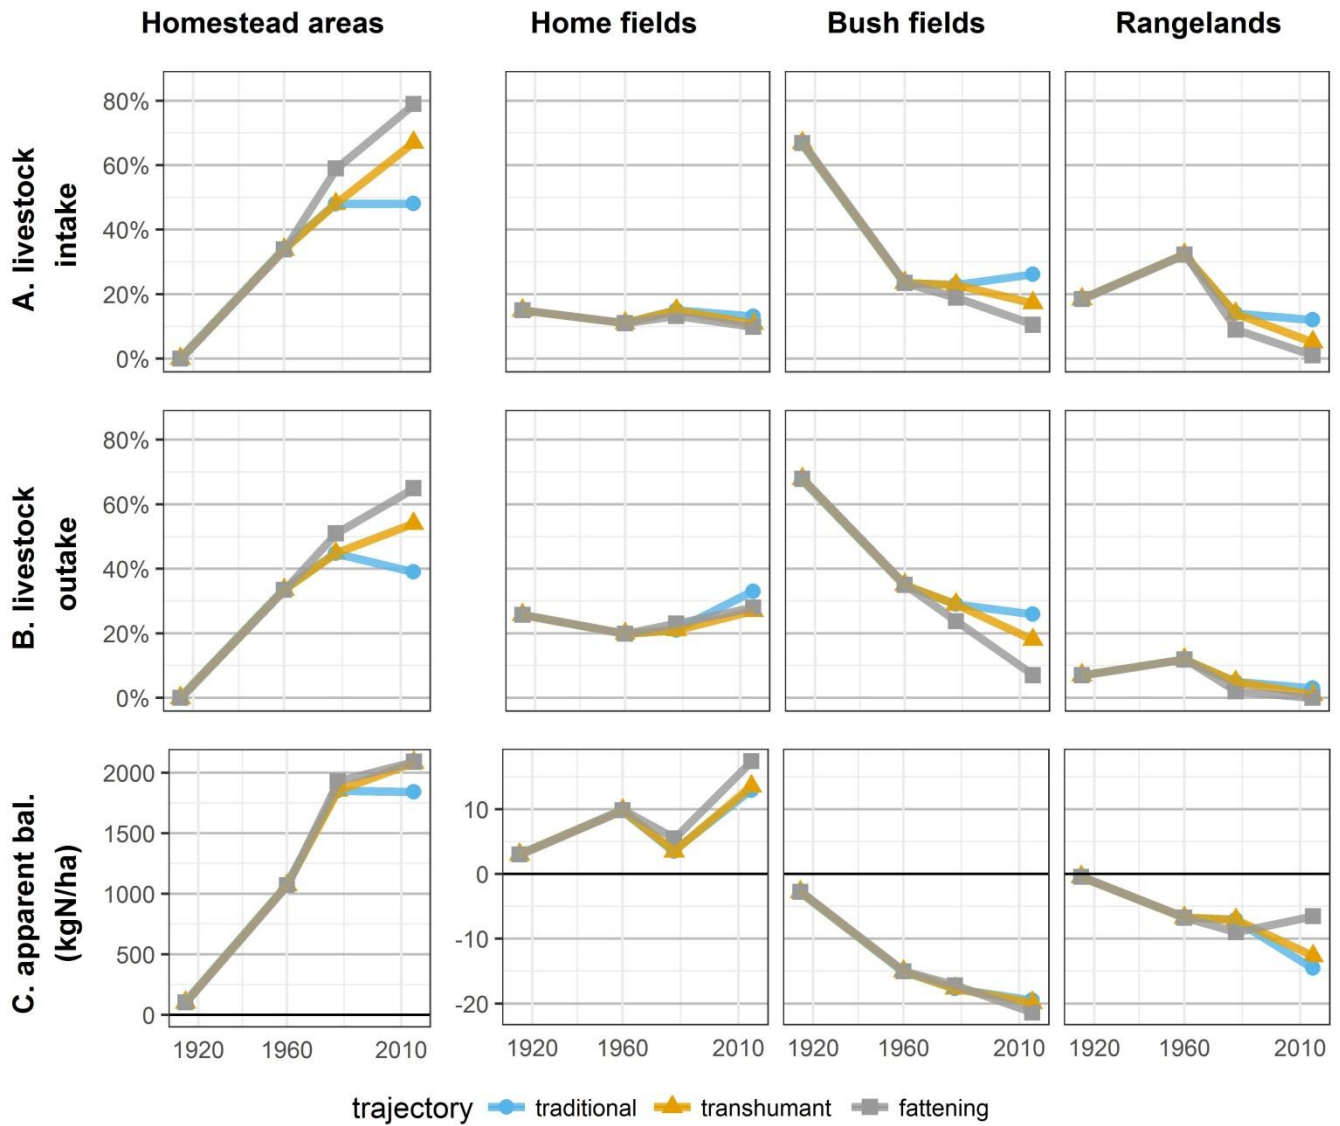 Homestead areas Home fields Bush fields Rangelands
A. livestock
intake
80%
60%
40%
20%
0%
B. livestock
outake
80%
60%
40%
20%
0%
C. apparent bal.
(kgN/ha)
2000
1500
1000
500
0
10
0
-10
-20
1920 1960 2010 1920 1960 2010 1920 1960 2010 1920 1960 2010
trajectory traditional transhumant fattening